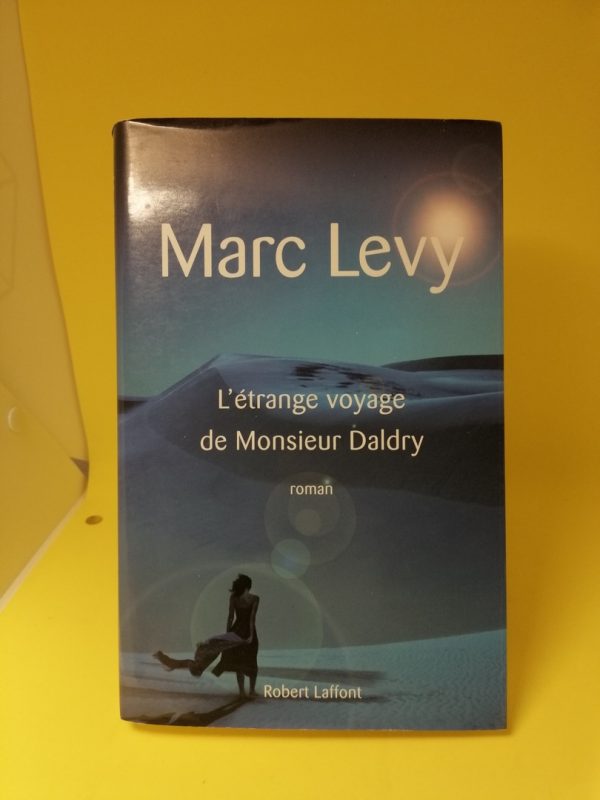 Marc Levy
L'étrange voyage
de Monsieur Daldry
roman
Robert Laffont